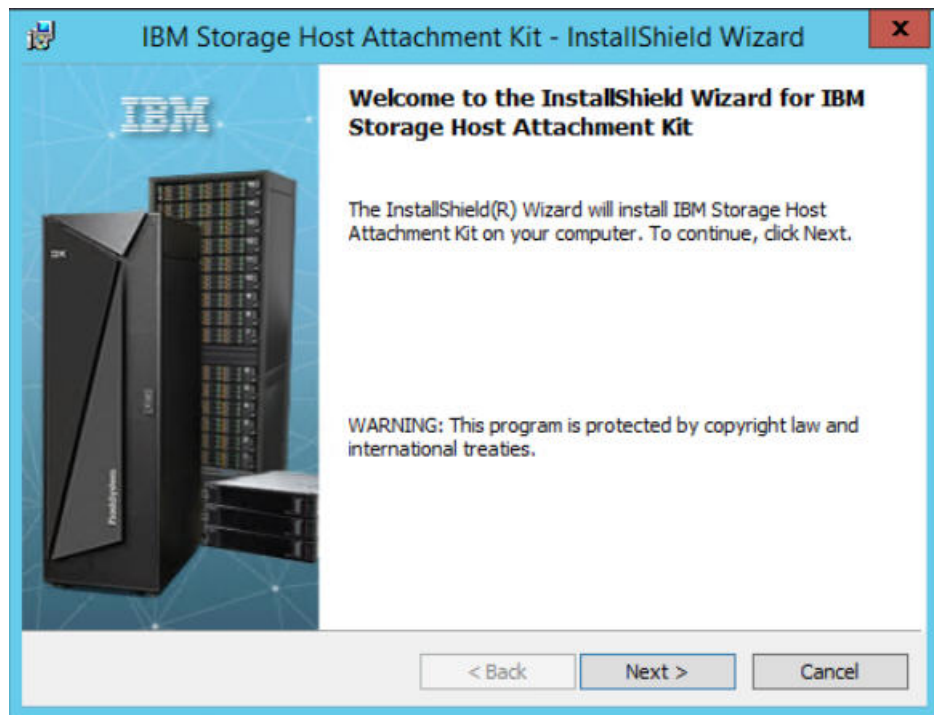 IBM Storage Host Attachment Kit - InstallShield Wizard
x
IBM
Welcome to the InstallShield Wizard for IBM
Storage Host Attachment Kit
The InstallShield(R) Wizard will install IBM Storage Host
Attachment Kit on your computer. To continue, click Next.
WARNING: This program is protected by copyright law and
international treaties.
FlashSystem
< Back
Next >
Cancel